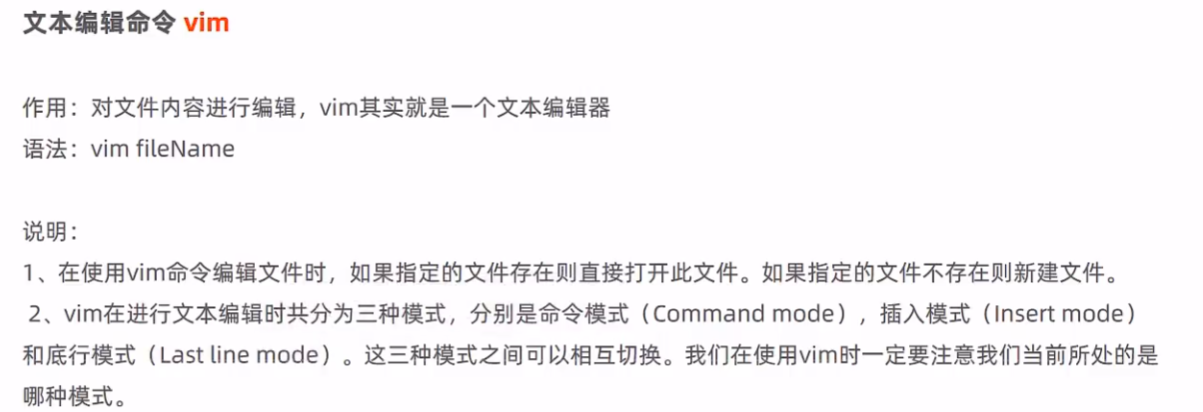 文本编辑命令 vim
作用：对文件内容进行编辑，vim其实就是一个文本编辑器
语法：vim fileName
说明：
1、在使用vim命令编辑文件时，如果指定的文件存在则直接打开此文件。如果指定的文件不存在则新建文件。
2、vim在进行文本编辑时共分为三种模式，分别是命令模式（Command mode），插入模式（Insert mode）
和底行模式（Last line mode）。这三种模式之间可以相互切换。我们在使用vim时一定要注意我们当前所处的是
哪种模式。